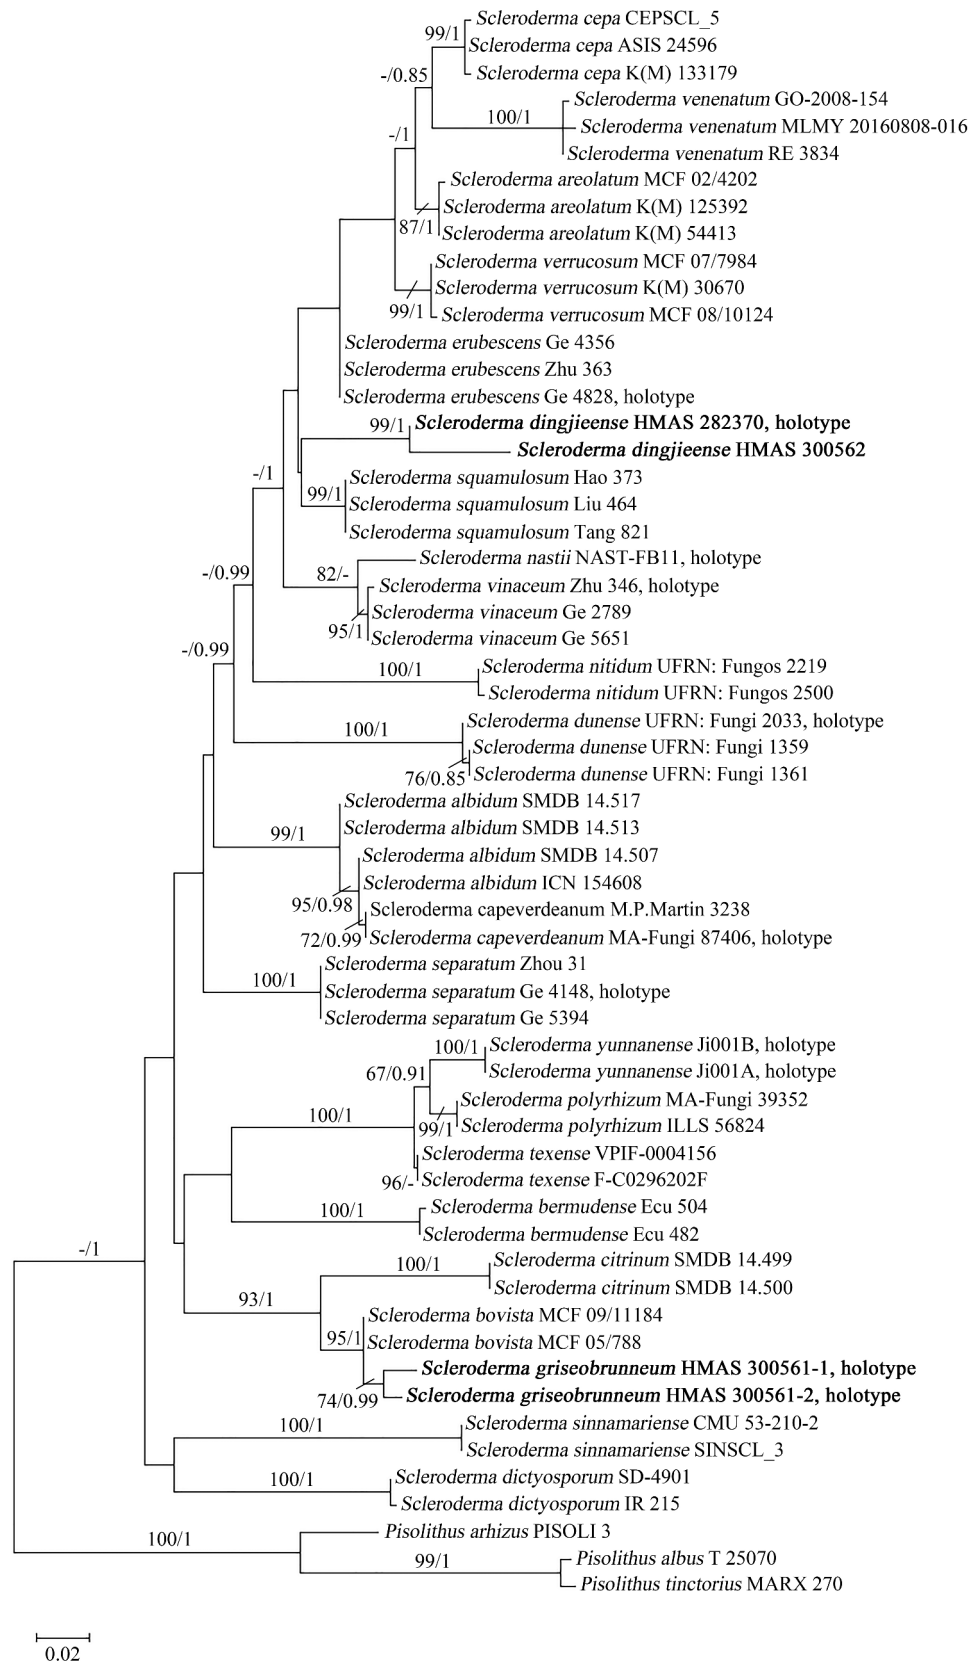 Scleroderma cepa CEPSCL_5
99/1
Scleroderma cepa ASIS 24596
-/0.85
Scleroderma cepa K(M) 133179
Scleroderma venenatum GO-2008-154
100/1
Scleroderma venenatum MLMY 20160808-016
-/1
Scleroderma venenatum RE 3834
Scleroderma areolatum MCF 02/4202
Scleroderma areolatum K(M) 125392
87/1
Scleroderma areolatum K(M) 54413
Scleroderma verrucosum MCF 07/7984
Scleroderma verrucosum K(M) 30670
99/1
Scleroderma verrucosum MCF 08/10124
Scleroderma erubescens Ge 4356
Scleroderma erubescens Zhu 363
Scleroderma erubescens Ge 4828, holotype
99/1
Scleroderma dingjieense HMAS 282370, holotype
Scleroderma dingjieense HMAS 300562
-/1
Scleroderma squamulosum Hao 373
99/1
Scleroderma squamulosum Liu 464
Scleroderma squamulosum Tang 821
Scleroderma nastii NAST-FB11, holotype
-/0.99
82/-
Scleroderma vinaceum Zhu 346, holotype
Scleroderma vinaceum Ge 2789
95/1
Scleroderma vinaceum Ge 5651
-/0.99
100/1
Scleroderma nitidum UFRN: Fungos 2219
Scleroderma nitidum UFRN: Fungos 2500
100/1
Scleroderma dunense UFRN: Fungi 2033, holotype
Scleroderma dunense UFRN: Fungi 1359
76/0.85
Scleroderma dunense UFRN: Fungi 1361
Scleroderma albidum SMDB 14.517
99/1
Scleroderma albidum SMDB 14.513
Scleroderma albidum SMDB 14.507
Scleroderma albidum ICN 154608
95/0.98
Scleroderma capeverdeanum M.P.Martin 3238
72/0.99
Scleroderma capeverdeanum MA-Fungi 87406, holotype
Scleroderma separatum Zhou 31
100/1
Scleroderma separatum Ge 4148, holotype
Scleroderma separatum Ge 5394
100/1
Scleroderma yunnanense Ji001B, holotype
67/0.91
Scleroderma yunnanense Ji001A, holotype
Scleroderma polyrhizum MA-Fungi 39352
100/1
99/1
Scleroderma polyrhizum ILLS 56824
Scleroderma texense VPIF-0004156
96/-
Scleroderma texense F-C0296202F
100/1
Scleroderma bermudense Ecu 504
Scleroderma bermudense Ecu 482
-/1
100/1
Scleroderma citrinum SMDB 14.499
Scleroderma citrinum SMDB 14.500
93/1
Scleroderma bovista MCF 09/11184
95/1
Scleroderma bovista MCF 05/788
Scleroderma griseobrunneum HMAS 300561-1, holotype
74/0.99
Scleroderma griseobrunneum HMAS 300561-2, holotype
100/1
Scleroderma sinnamariense CMU 53-210-2
Scleroderma sinnamariense SINSCL_3
100/1
Scleroderma dictyosporum SD-4901
Scleroderma dictyosporum IR 215
100/1
Pisolithus arhizus PISOLI 3
99/1
Pisolithus albus T 25070
Pisolithus tinctorius MARX 270
0.02